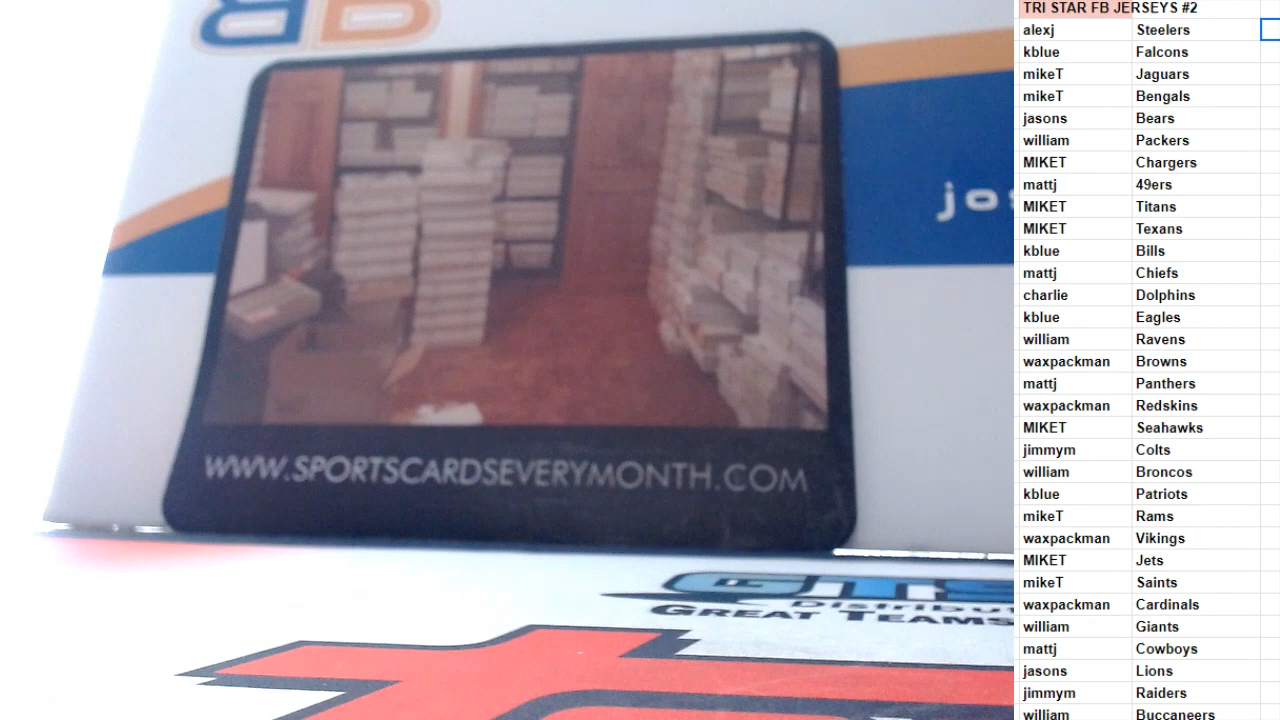 jo
WWW.SPORTSCARDSEVERYMONTH.COM
GTS
Distribu
GREAT TEAMS
TRI STAR FB JERSEYS #2
alexj Steelers
kblue Falcons
mikeT Jaguars
mikeT Bengals
jasons Bears
william Packers
MIKET Chargers
mattj 49ers
MIKET Titans
MIKET Texans
kblue Bills
mattj Chiefs
charlie Dolphins
kblue Eagles
william Ravens
waxpackman Browns
mattj Panthers
waxpackman Redskins
MIKET Seahawks
jimmym Colts
william Broncos
kblue Patriots
mikeT Rams
waxpackman Vikings
MIKET Jets
mikeT Saints
waxpackman Cardinals
william Giants
mattj Cowboys
jasons Lions
jimmym Raiders
william Buccaneers